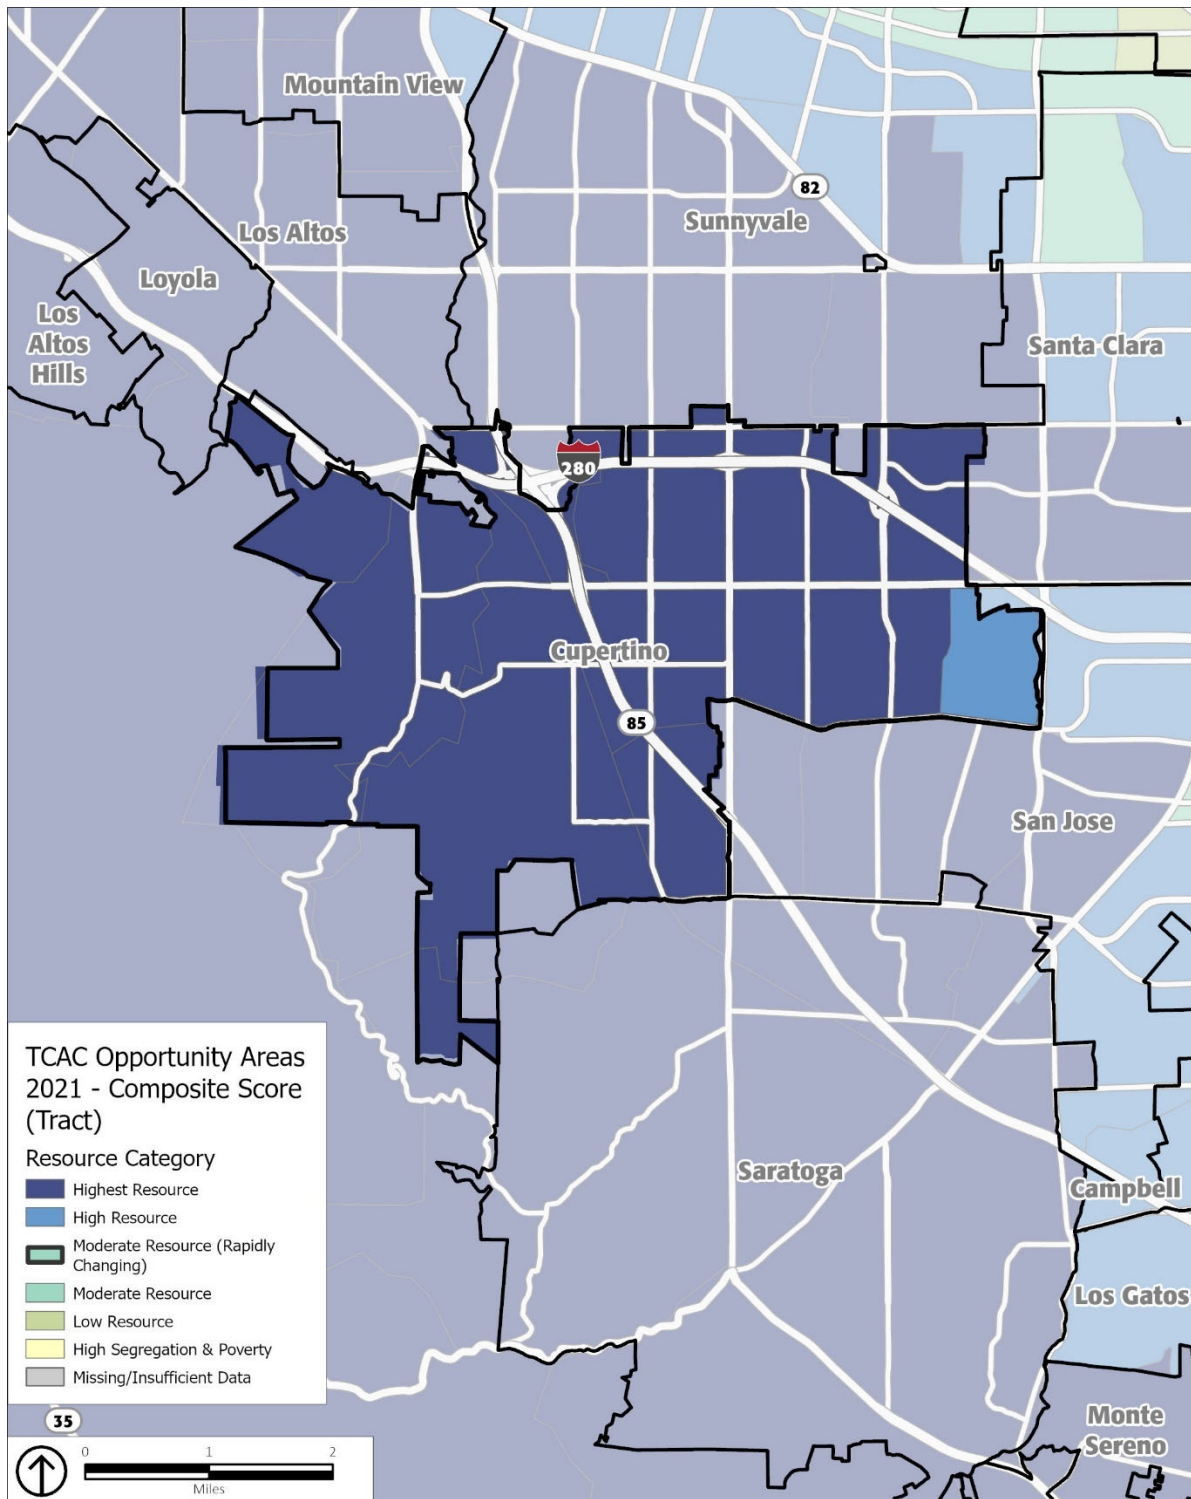 Mountain View
82
Sunnyvale
Los Altos
Loyola
Los
Altos
Hills
Santa Clara
280
Cupertino
85
San Jose
Saratoga
Campbell
Los Gatos
Monte
Sereno
TCAC Opportunity Areas
2021 - Composite Score
(Tract)
Resource Category
Highest Resource
High Resource
Moderate Resource (Rapidly
Changing)
Moderate Resource
Low Resource
High Segregation & Poverty
Missing/Insufficient Data
35
0 1 2
Miles